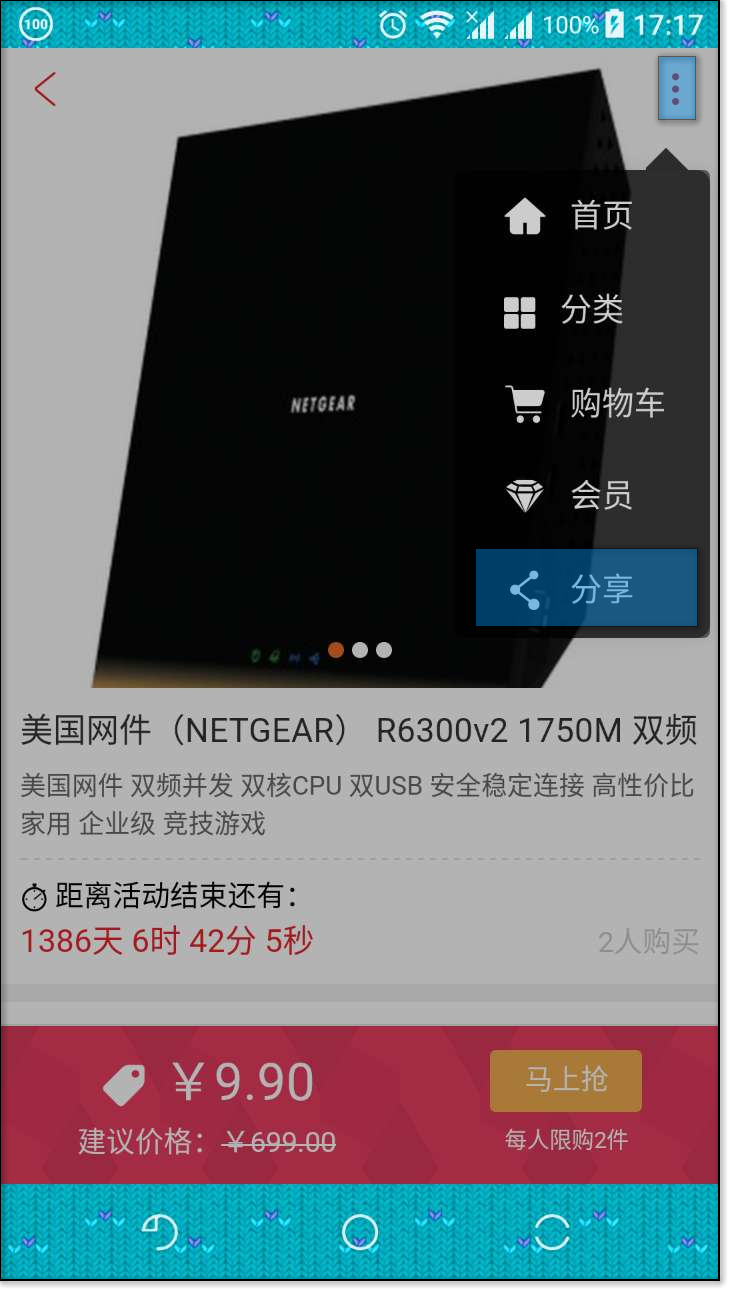 100
100%
17:17
首页
分类
购物车
会员
分享
NETGEAR
美国网件（NETGEAR） R6300v2 1750M 双频
美国网件 双频并发 双核CPU 双USB 安全稳定连接 高性价比
家用 企业级 竞技游戏
距离活动结束还有：
1386天 6时 42分 5秒
2人购买
￥9.90
马上抢
建议价格：￥699.00
每人限购2件